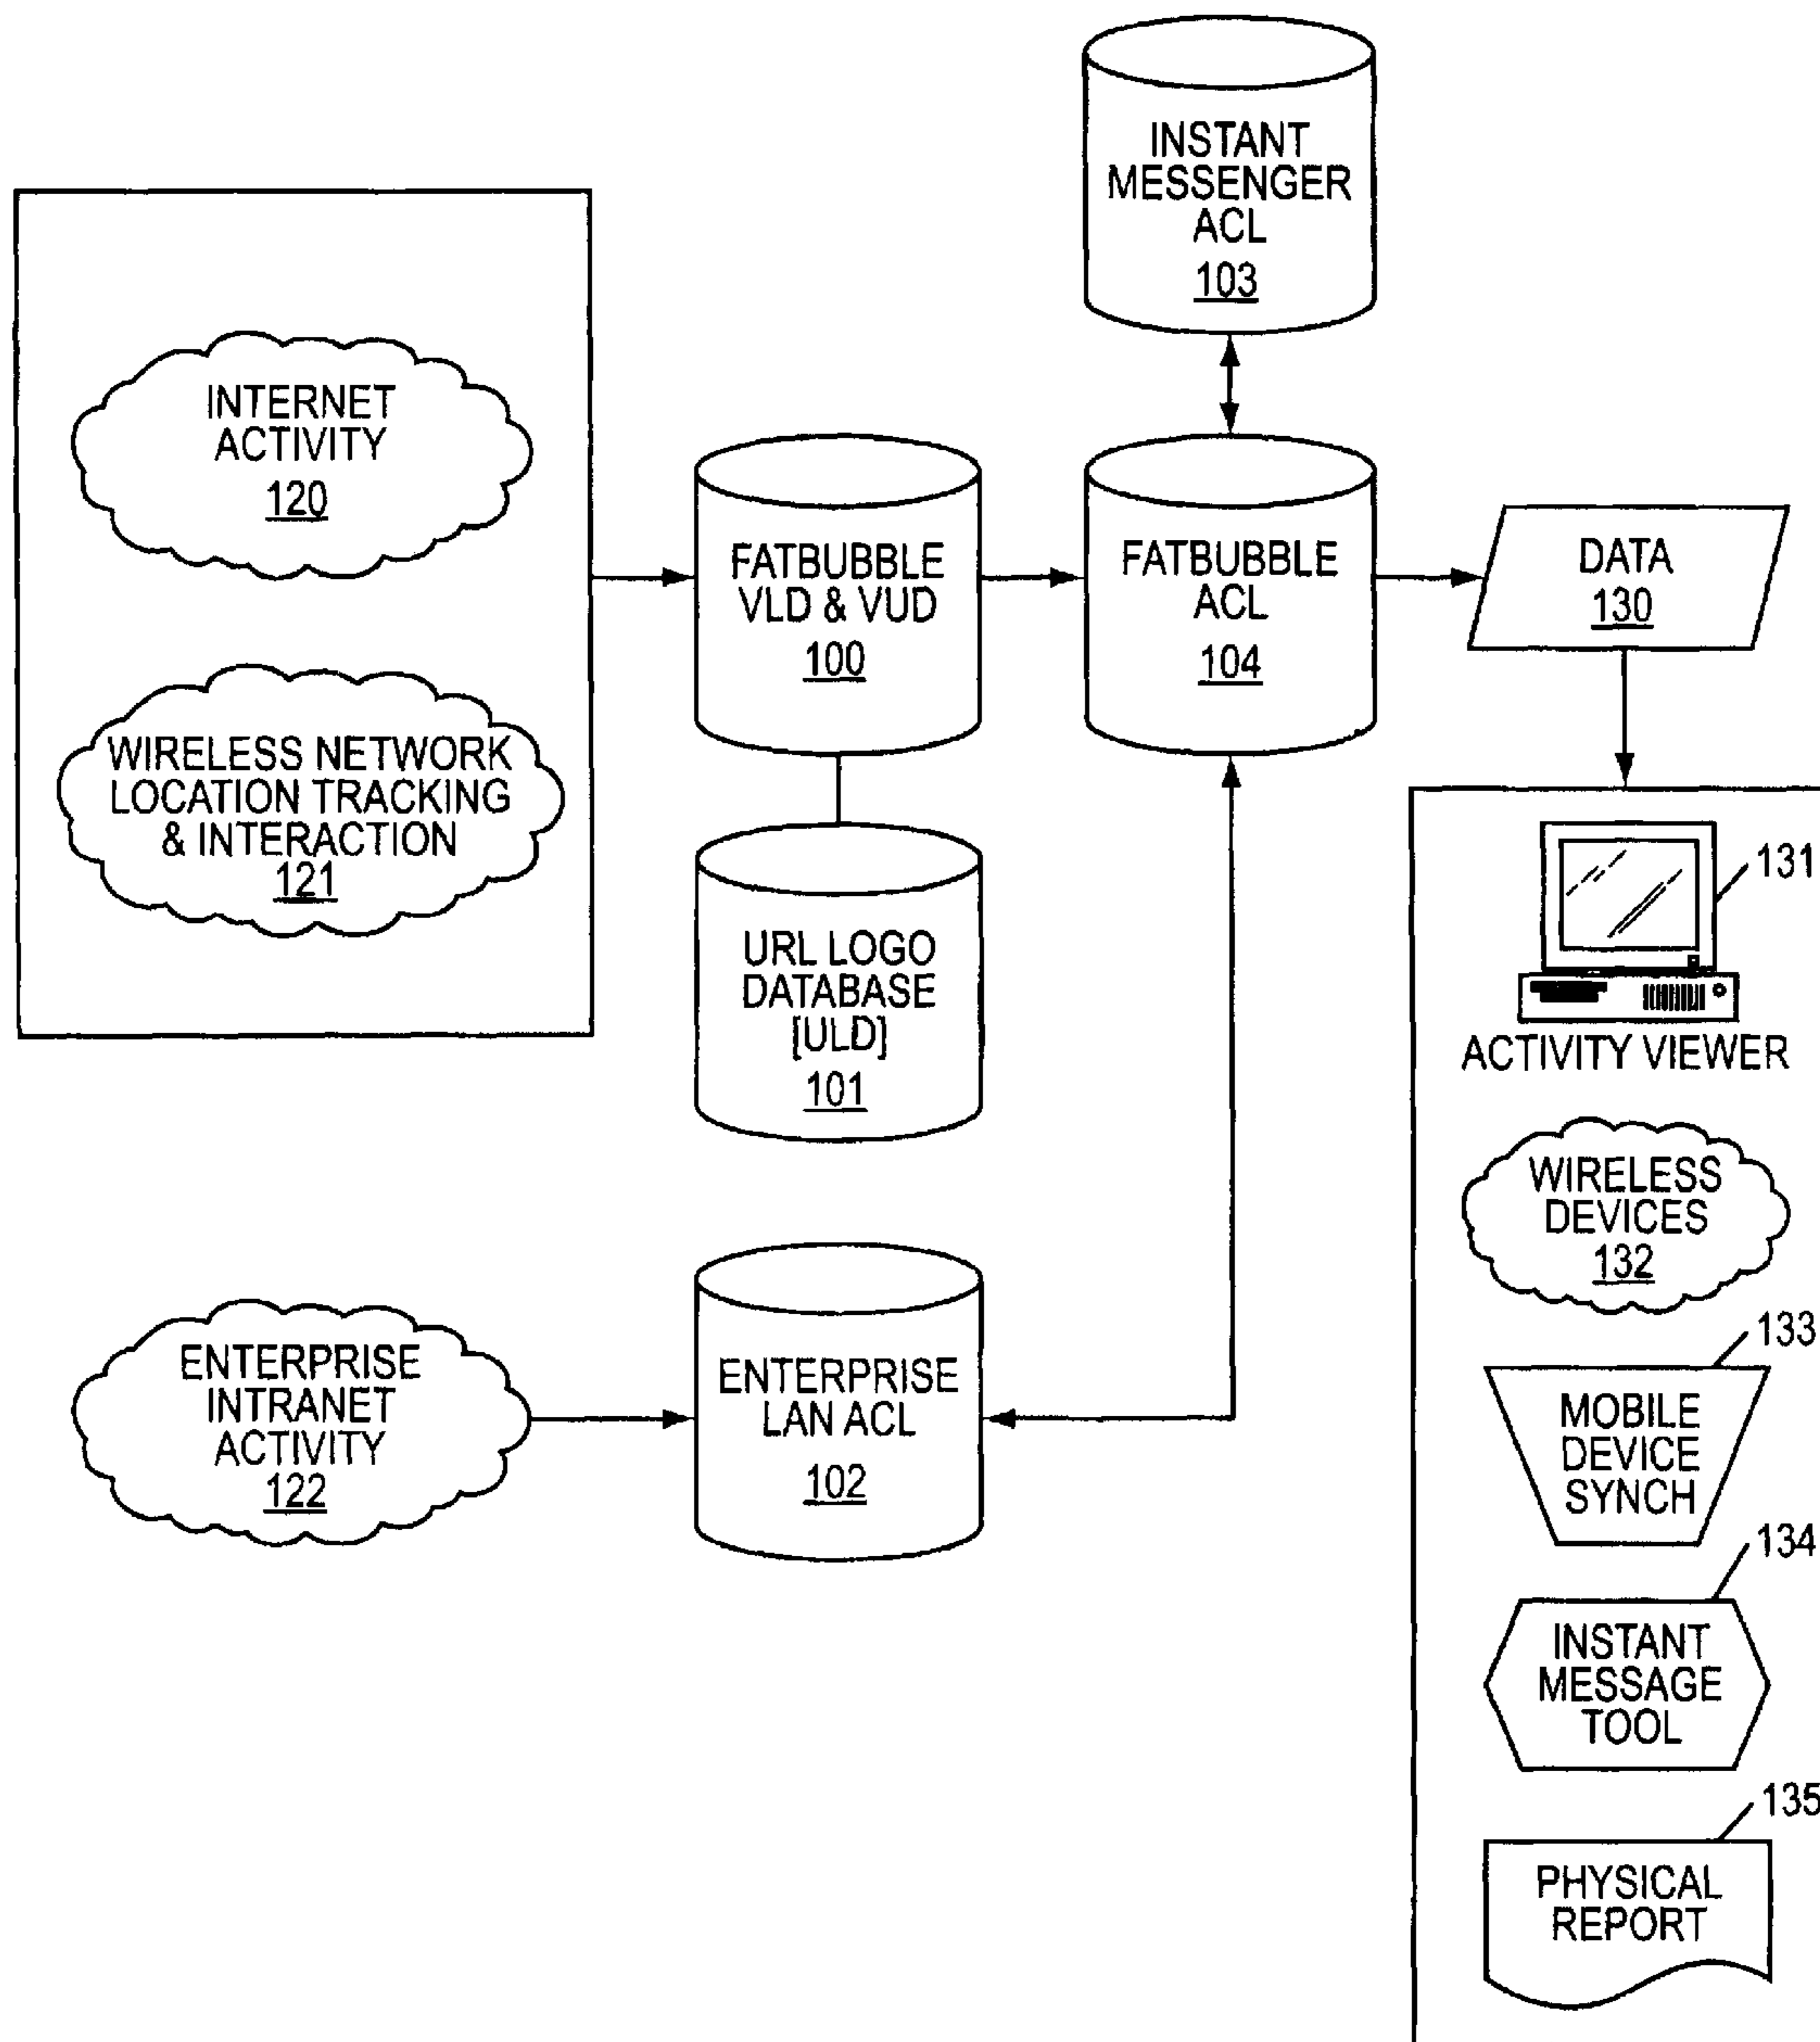 INSTANT
MESSENGER
ACL
103
INTERNET
ACTIVITY
120
WIRELESS NETWORK
LOCATION TRACKING
& INTERACTION
121
FATBUBBLE
VLD & VUD
100
FATBUBBLE
ACL
104
DATA
130
URL LOGO
DATABASE
[ULD]
101
131
ACTIVITY VIEWER
WIRELESS
DEVICES
132
ENTERPRISE
INTRANET
ACTIVITY
122
ENTERPRISE
LAN ACL
102
133
MOBILE
DEVICE
SYNCH
134
INSTANT
MESSAGE
TOOL
135
PHYSICAL
REPORT